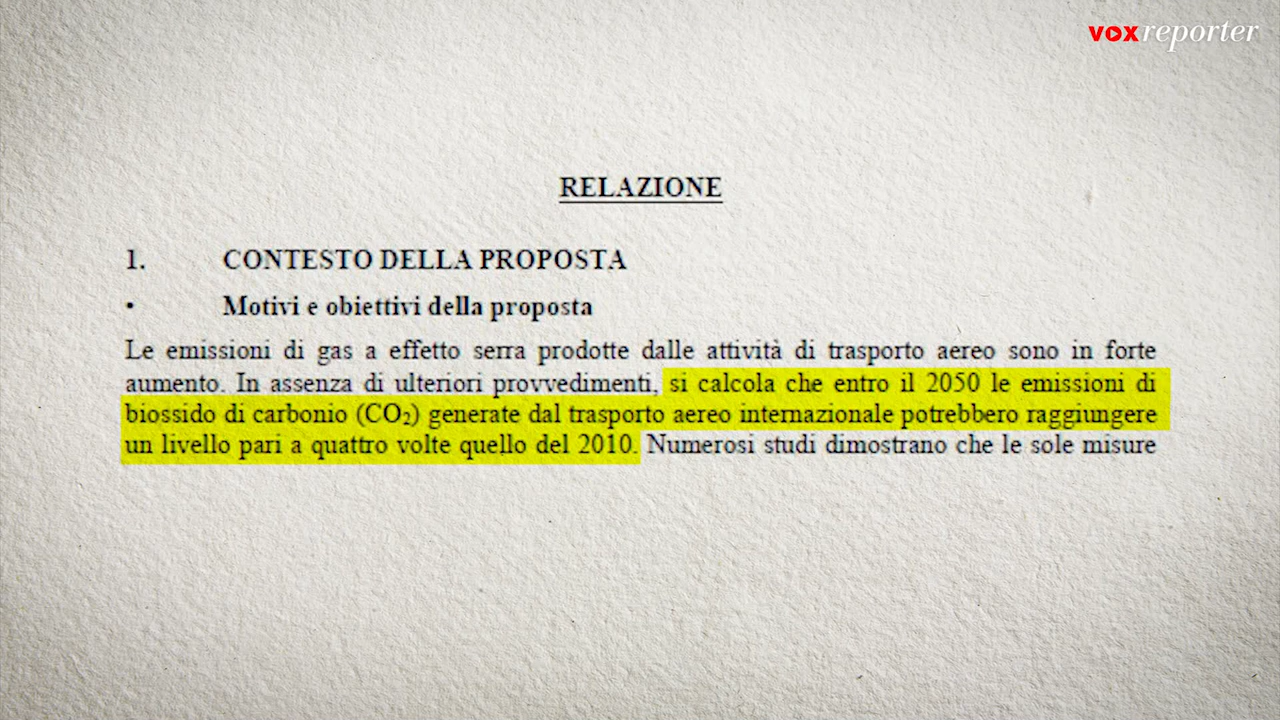 voxreporter
RELAZIONE
1. CONTESTO DELLA PROPOSTA
• Motivi e obiettivi della proposta
Le emissioni di gas a effetto serra prodotte dalle attività di trasporto aereo sono in forte
aumento. In assenza di ulteriori provvedimenti, si calcola che entro il 2050 le emissioni di
biossido di carbonio (CO₂) generate dal trasporto aereo internazionale potrebbero raggiungere
un livello pari a quattro volte quello del 2010. Numerosi studi dimostrano che le sole misure